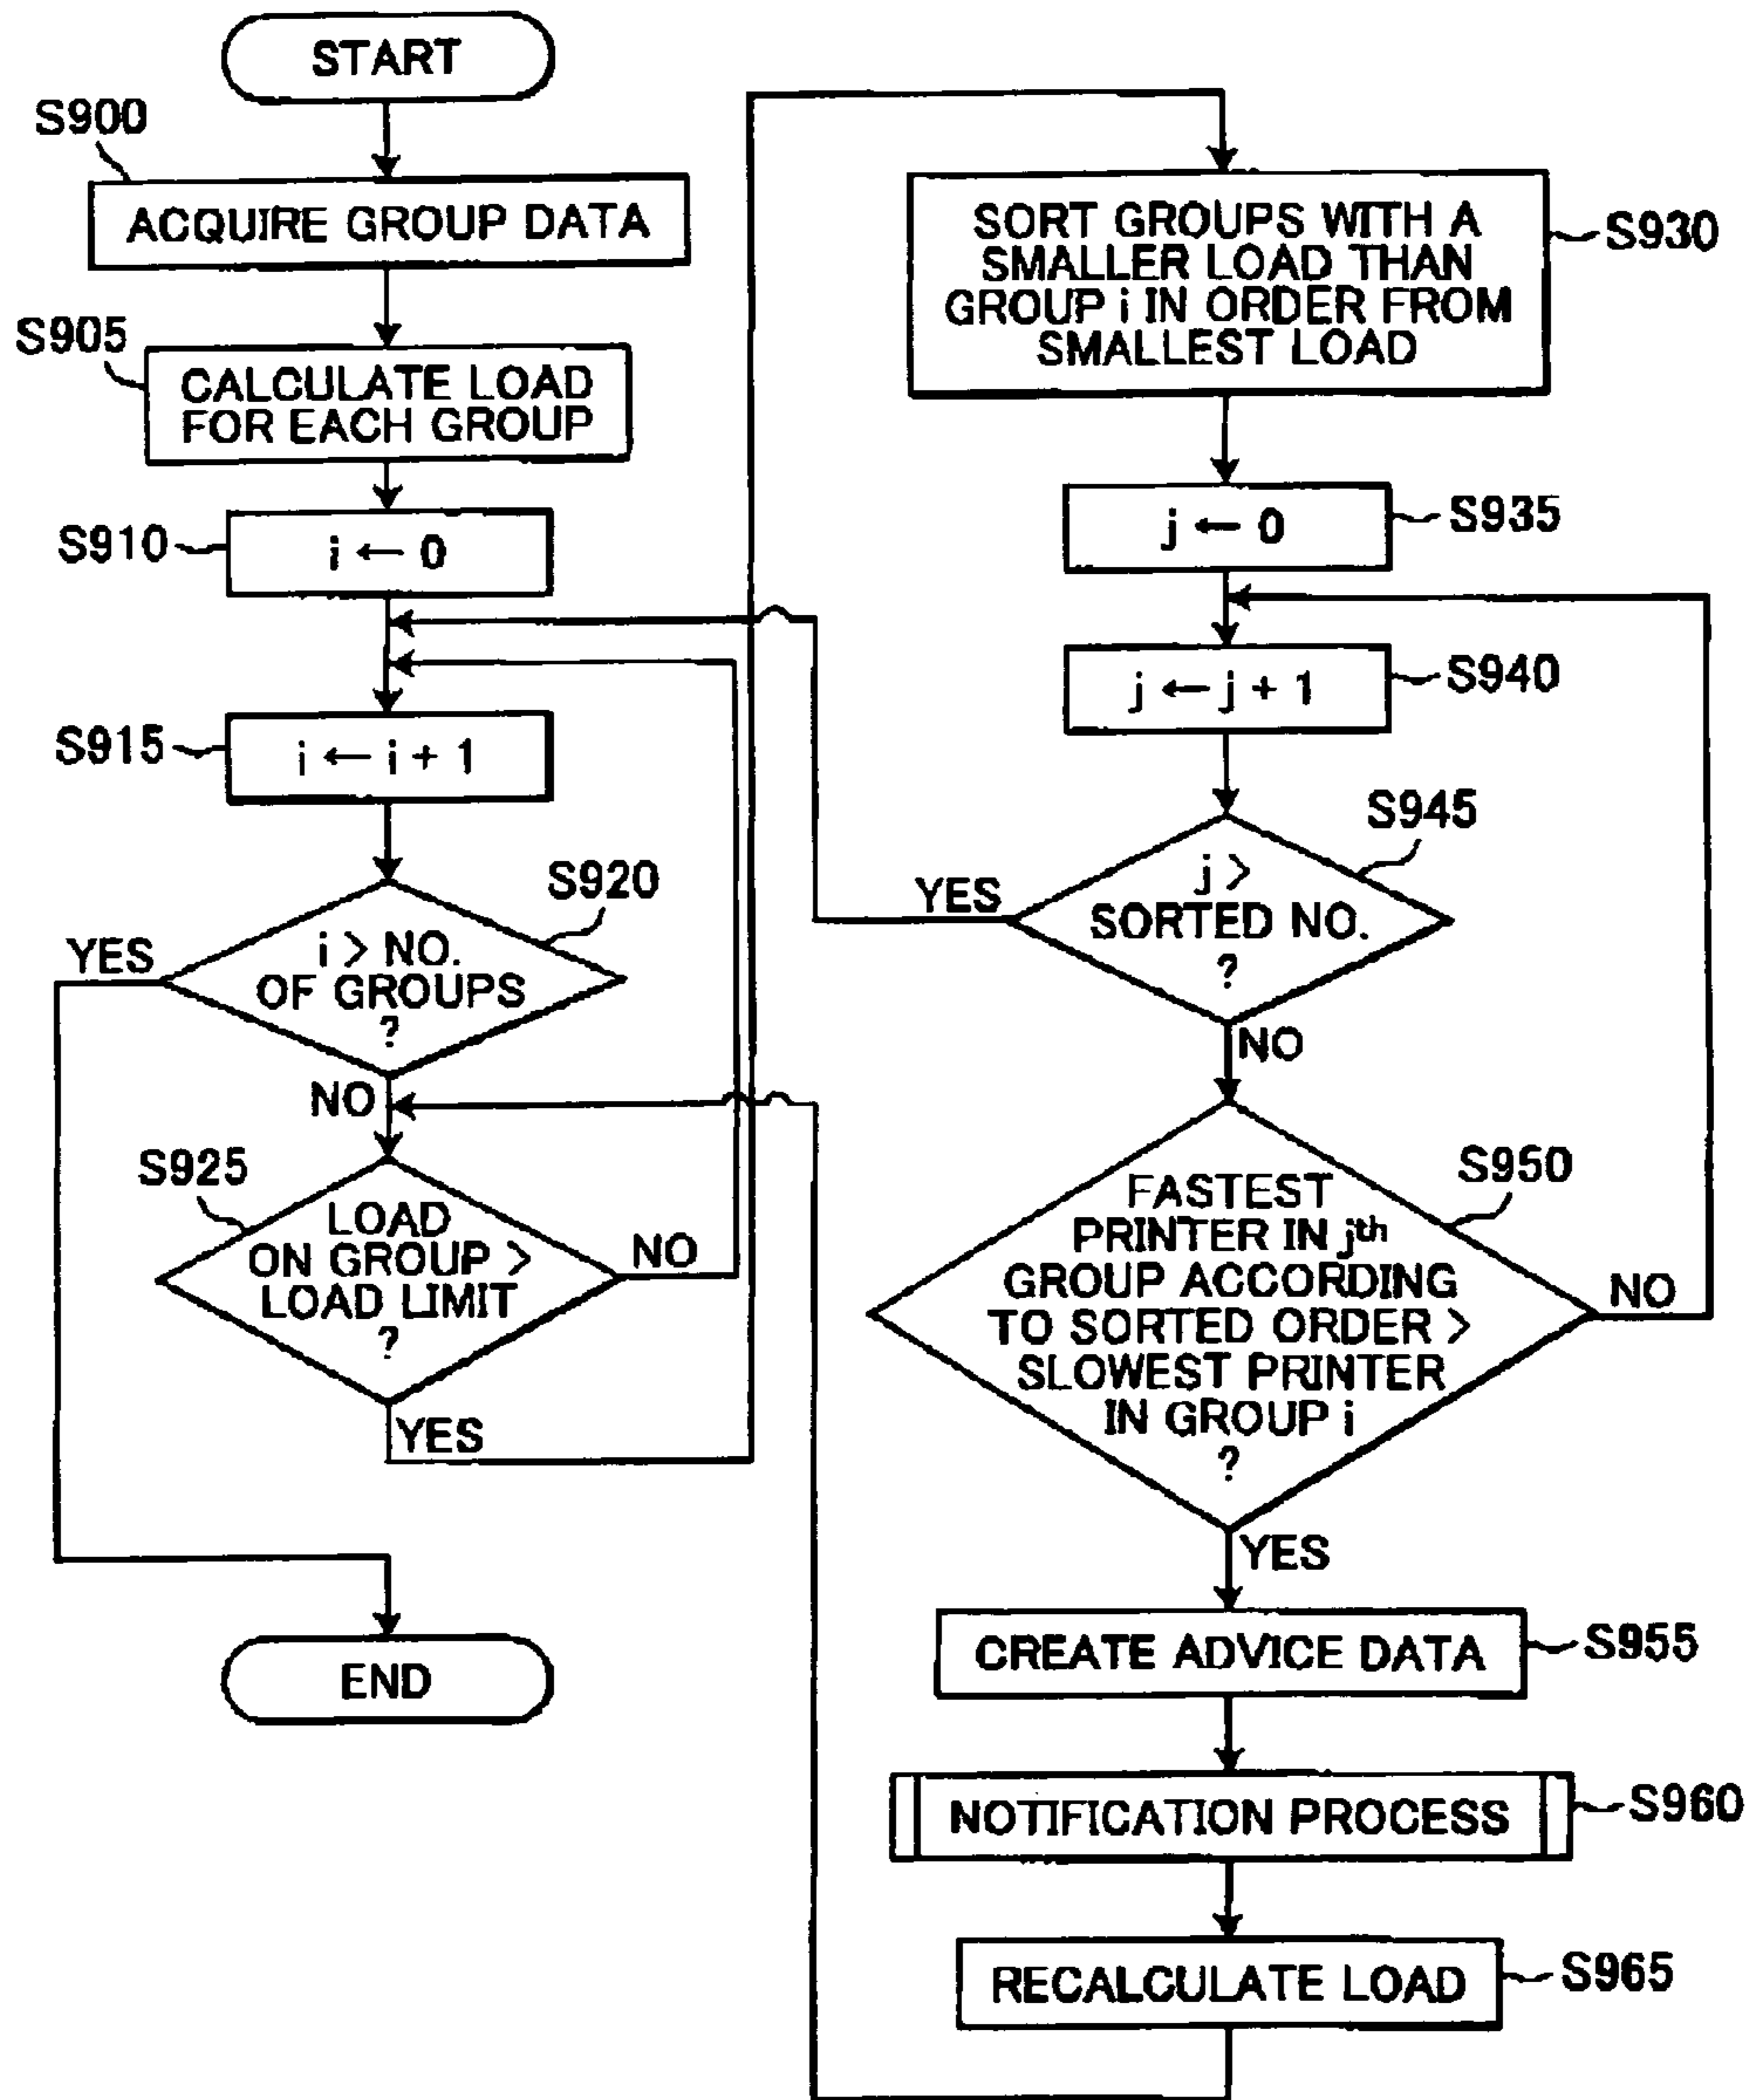 START
S900
ACQUIRE GROUP DATA
S905
CALCULATE LOAD
FOR EACH GROUP
S910
i ← 0
S915
i ← i + 1
S920
i > NO.
OF GROUPS
?
YES
NO
S925
LOAD
ON GROUP >
LOAD LIMIT
?
NO
YES
END
SORT GROUPS WITH A
SMALLER LOAD THAN
GROUP i IN ORDER FROM
SMALLEST LOAD
S930
j ← 0
S935
j ← j + 1
S940
S945
j >
SORTED NO.
?
YES
NO
S950
FASTEST
PRINTER IN jth
GROUP ACCORDING
TO SORTED ORDER >
SLOWEST PRINTER
IN GROUP i
?
NO
YES
CREATE ADVICE DATA
S955
NOTIFICATION PROCESS
S960
RECALCULATE LOAD
S965